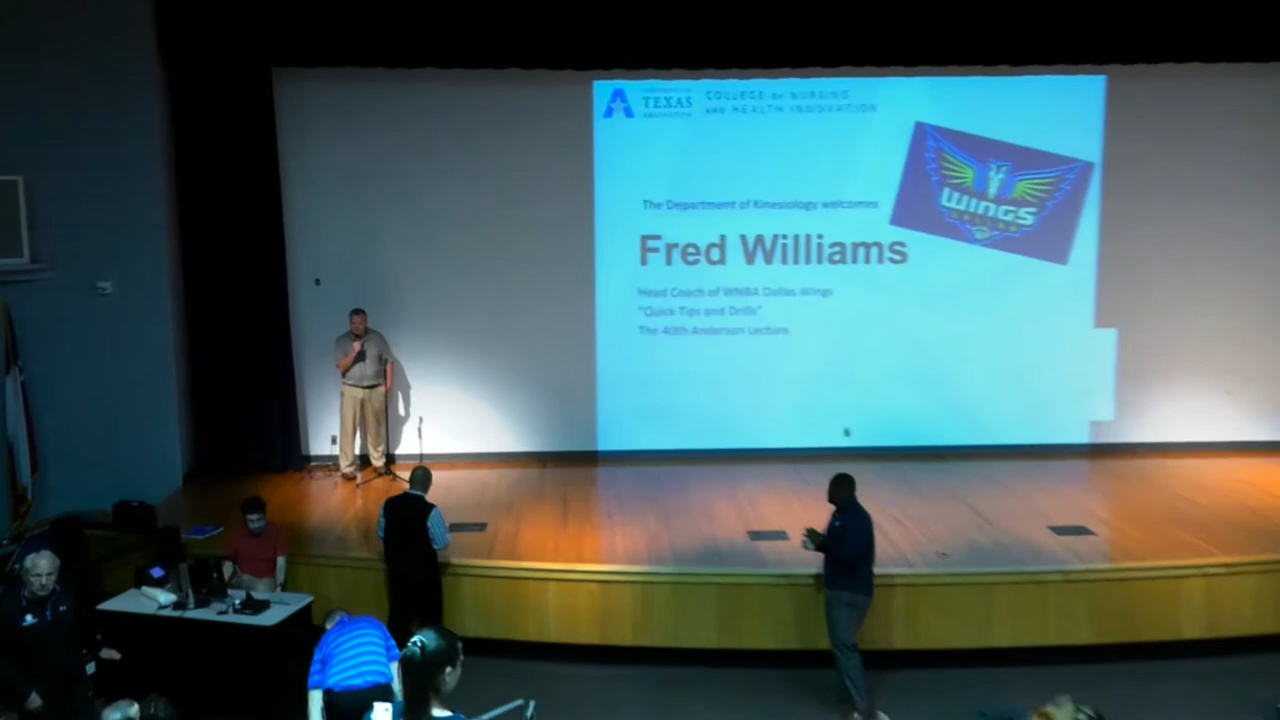 TEXAS
COLLEGE OF NURSING
AND HEALTH INNOVATION
WINGS
DALLAS
The Department of Kinesiology welcomes
Fred Williams
Head Coach of WNBA Dallas Wings
"Quick Tips and Drills"
The 40th Anderson Lecture